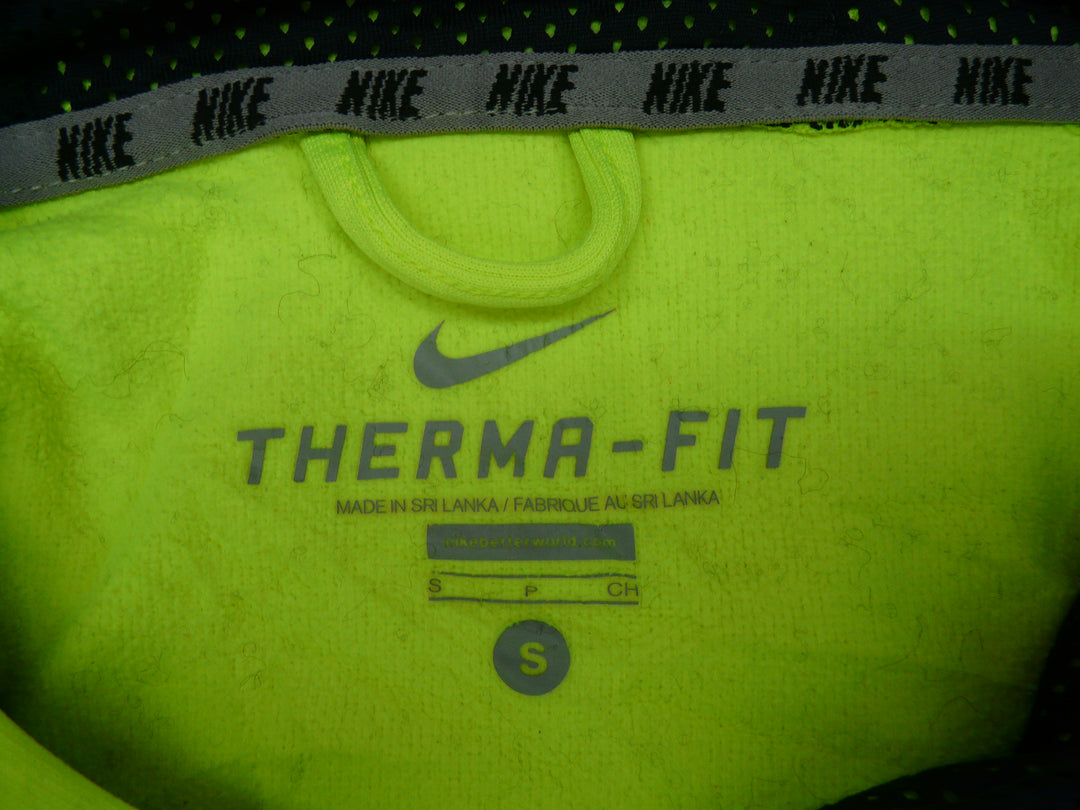 NIKE NIKE NIKE NIKE NIKE NIKE NIKE
THERMA-FIT
MADE IN SRI LANKA / FABRIQUE AU SRI LANKA
nikebetterworld.com
S P CH
S